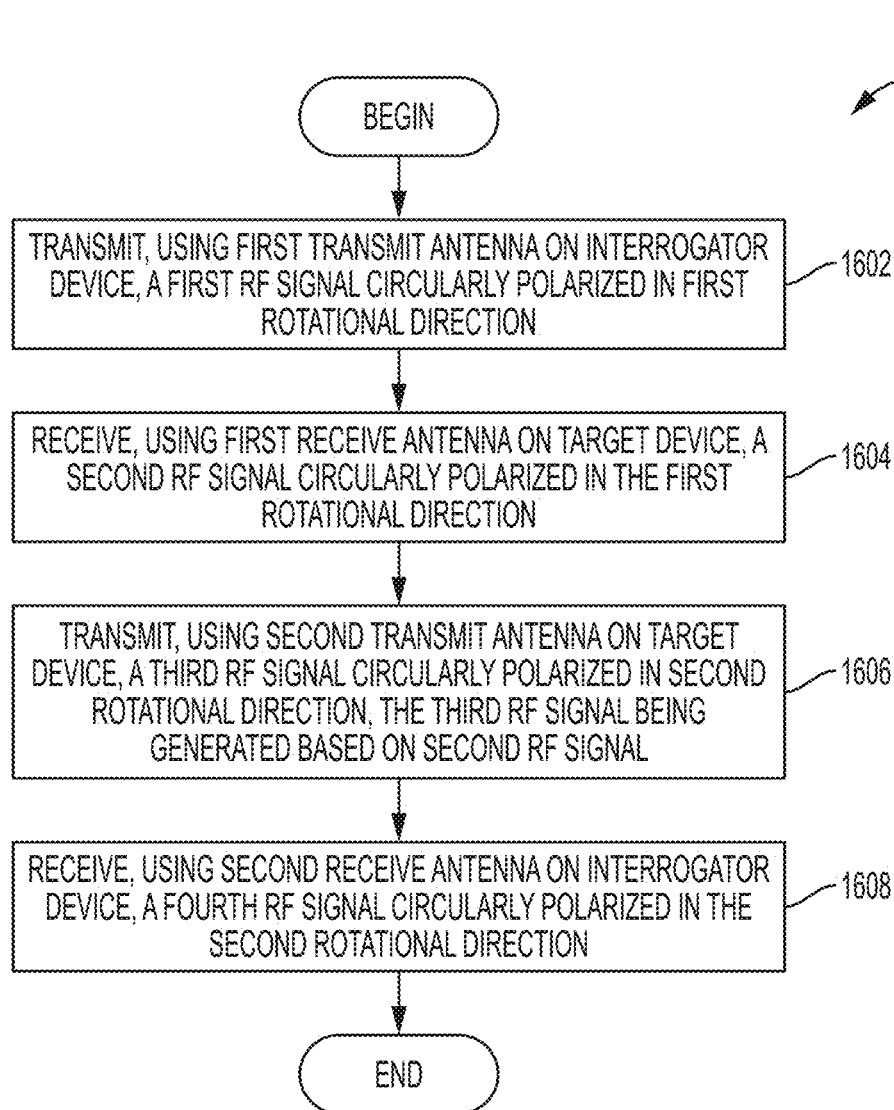 BEGIN
TRANSMIT, USING FIRST TRANSMIT ANTENNA ON INTERROGATOR
DEVICE, A FIRST RF SIGNAL CIRCULARLY POLARIZED IN FIRST
ROTATIONAL DIRECTION
1602
RECEIVE, USING FIRST RECEIVE ANTENNA ON TARGET DEVICE, A
SECOND RF SIGNAL CIRCULARLY POLARIZED IN THE FIRST
ROTATIONAL DIRECTION
1604
TRANSMIT, USING SECOND TRANSMIT ANTENNA ON TARGET
DEVICE, A THIRD RF SIGNAL CIRCULARLY POLARIZED IN SECOND
ROTATIONAL DIRECTION, THE THIRD RF SIGNAL BEING
GENERATED BASED ON SECOND RF SIGNAL
1606
RECEIVE, USING SECOND RECEIVE ANTENNA ON INTERROGATOR
DEVICE, A FOURTH RF SIGNAL CIRCULARLY POLARIZED IN THE
SECOND ROTATIONAL DIRECTION
1608
END